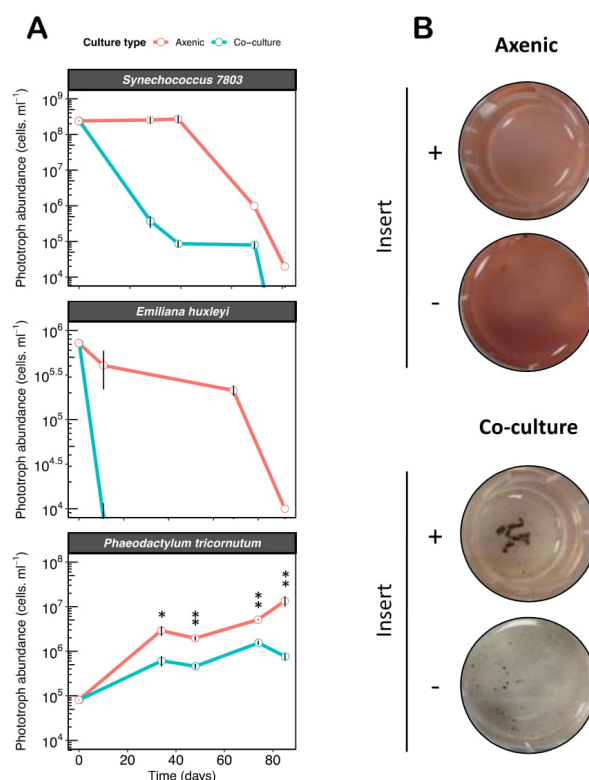 A
Culture type Axenic Co-culture
Synechococcus 7803
Phototroph abundance (cells. ml⁻¹)
10⁹
10⁸
10⁷
10⁶
10⁵
10⁴
Emiliana huxleyi
Phototroph abundance (cells. ml⁻¹)
10⁶
10⁵·⁵
10⁵
10⁴·⁵
10⁴
Phaeodactylum tricornutum
Phototroph abundance (cells. ml⁻¹)
10⁸
10⁷
10⁶
10⁵
10⁴
* ** ** **
0 20 40 60 80
Time (days)
B
Axenic
Insert
+
-
Co-culture
Insert
+
-